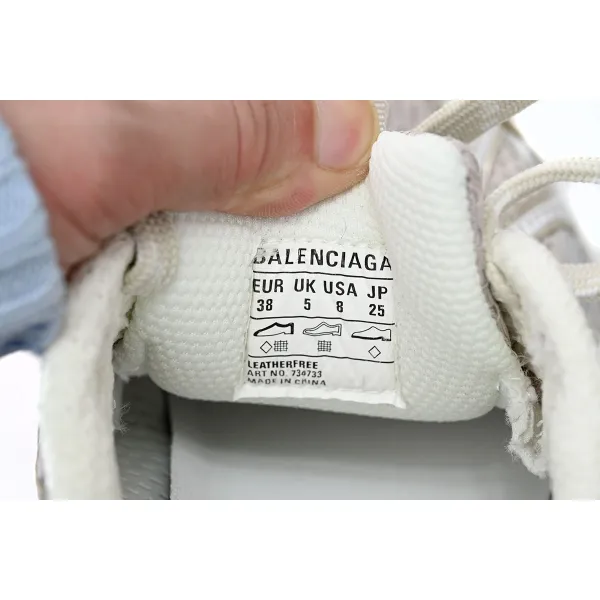 BALENCIAGA
EUR UK USA JP
38 5 8 25
LEATHERFREE
ART NO. 734733
MADE IN CHINA